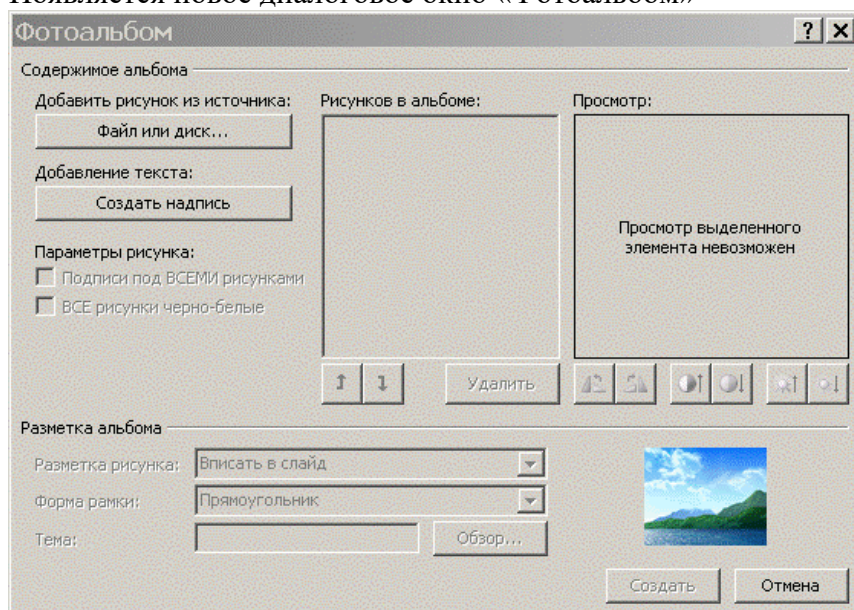 Появляется новое диалоговое окно «Фотоальбом»
Фотоальбом
Содержимое альбома
Добавить рисунок из источника:
Файл или диск...
Добавление текста:
Создать надпись
Параметры рисунка:
Подписи под ВСЕМИ рисунками
ВСЕ рисунки черно-белые
Рисунков в альбоме:
Удалить
Просмотр:
Просмотр выделенного
элемента невозможен
Разметка альбома
Разметка рисунка:
Вписать в слайд
Форма рамки:
Прямоугольник
Тема:
Обзор...
Создать
Отмена